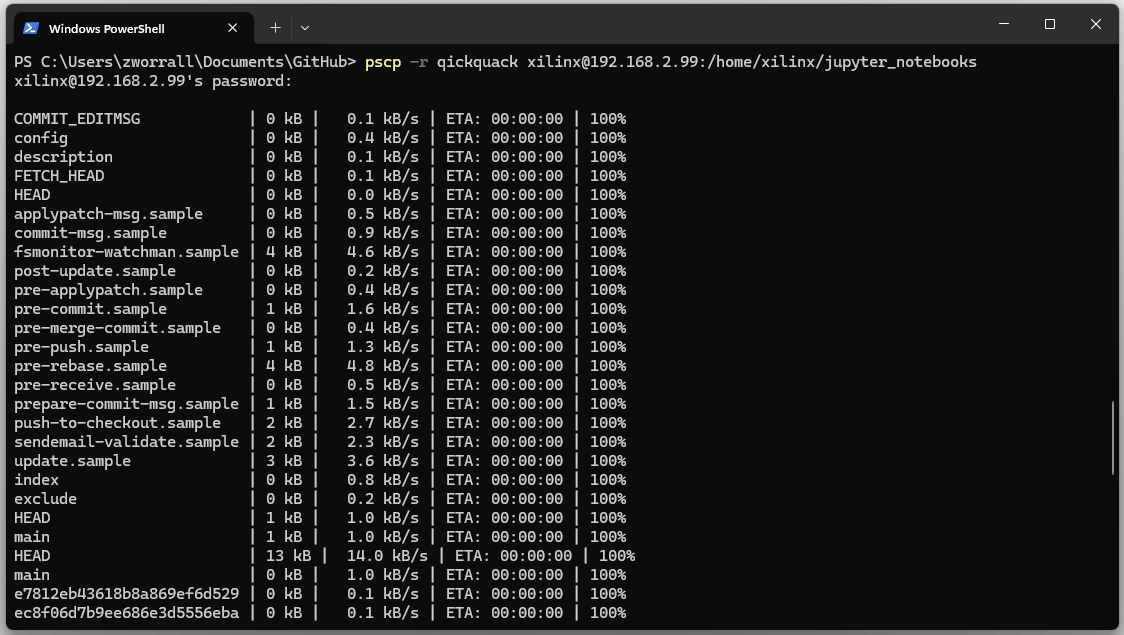 Windows PowerShell
PS C:\Users\zworrall\Documents\GitHub> pscp -r qickquack xilinx@192.168.2.99:/home/xilinx/jupyter_notebooks
xilinx@192.168.2.99's password:
COMMIT_EDITMSG | 0 kB | 0.1 kB/s | ETA: 00:00:00 | 100%
config | 0 kB | 0.4 kB/s | ETA: 00:00:00 | 100%
description | 0 kB | 0.1 kB/s | ETA: 00:00:00 | 100%
FETCH_HEAD | 0 kB | 0.1 kB/s | ETA: 00:00:00 | 100%
HEAD | 0 kB | 0.0 kB/s | ETA: 00:00:00 | 100%
applypatch-msg.sample | 0 kB | 0.5 kB/s | ETA: 00:00:00 | 100%
commit-msg.sample | 0 kB | 0.9 kB/s | ETA: 00:00:00 | 100%
fsmonitor-watchman.sample | 4 kB | 4.6 kB/s | ETA: 00:00:00 | 100%
post-update.sample | 0 kB | 0.2 kB/s | ETA: 00:00:00 | 100%
pre-applypatch.sample | 0 kB | 0.4 kB/s | ETA: 00:00:00 | 100%
pre-commit.sample | 1 kB | 1.6 kB/s | ETA: 00:00:00 | 100%
pre-merge-commit.sample | 0 kB | 0.4 kB/s | ETA: 00:00:00 | 100%
pre-push.sample | 1 kB | 1.3 kB/s | ETA: 00:00:00 | 100%
pre-rebase.sample | 4 kB | 4.8 kB/s | ETA: 00:00:00 | 100%
pre-receive.sample | 0 kB | 0.5 kB/s | ETA: 00:00:00 | 100%
prepare-commit-msg.sample | 1 kB | 1.5 kB/s | ETA: 00:00:00 | 100%
push-to-checkout.sample | 2 kB | 2.7 kB/s | ETA: 00:00:00 | 100%
sendemail-validate.sample | 2 kB | 2.3 kB/s | ETA: 00:00:00 | 100%
update.sample | 3 kB | 3.6 kB/s | ETA: 00:00:00 | 100%
index | 0 kB | 0.8 kB/s | ETA: 00:00:00 | 100%
exclude | 0 kB | 0.2 kB/s | ETA: 00:00:00 | 100%
HEAD | 1 kB | 1.0 kB/s | ETA: 00:00:00 | 100%
main | 1 kB | 1.0 kB/s | ETA: 00:00:00 | 100%
HEAD | 13 kB | 14.0 kB/s | ETA: 00:00:00 | 100%
main | 0 kB | 1.0 kB/s | ETA: 00:00:00 | 100%
e7812eb43618b8a869ef6d529 | 0 kB | 0.1 kB/s | ETA: 00:00:00 | 100%
ec8f06d7b9ee686e3d5556eba | 0 kB | 0.1 kB/s | ETA: 00:00:00 | 100%